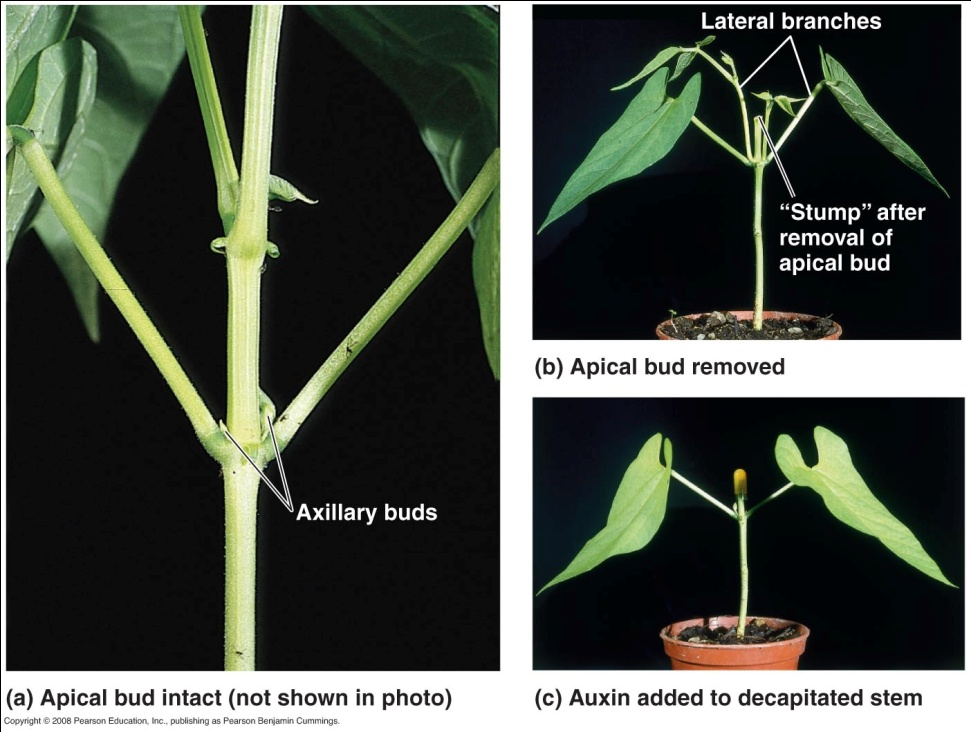 Axillary buds
(a) Apical bud intact (not shown in photo)
Copyright © 2008 Pearson Education, Inc., publishing as Pearson Benjamin Cummings.
Lateral branches
“Stump” after
removal of
apical bud
(b) Apical bud removed
(c) Auxin added to decapitated stem